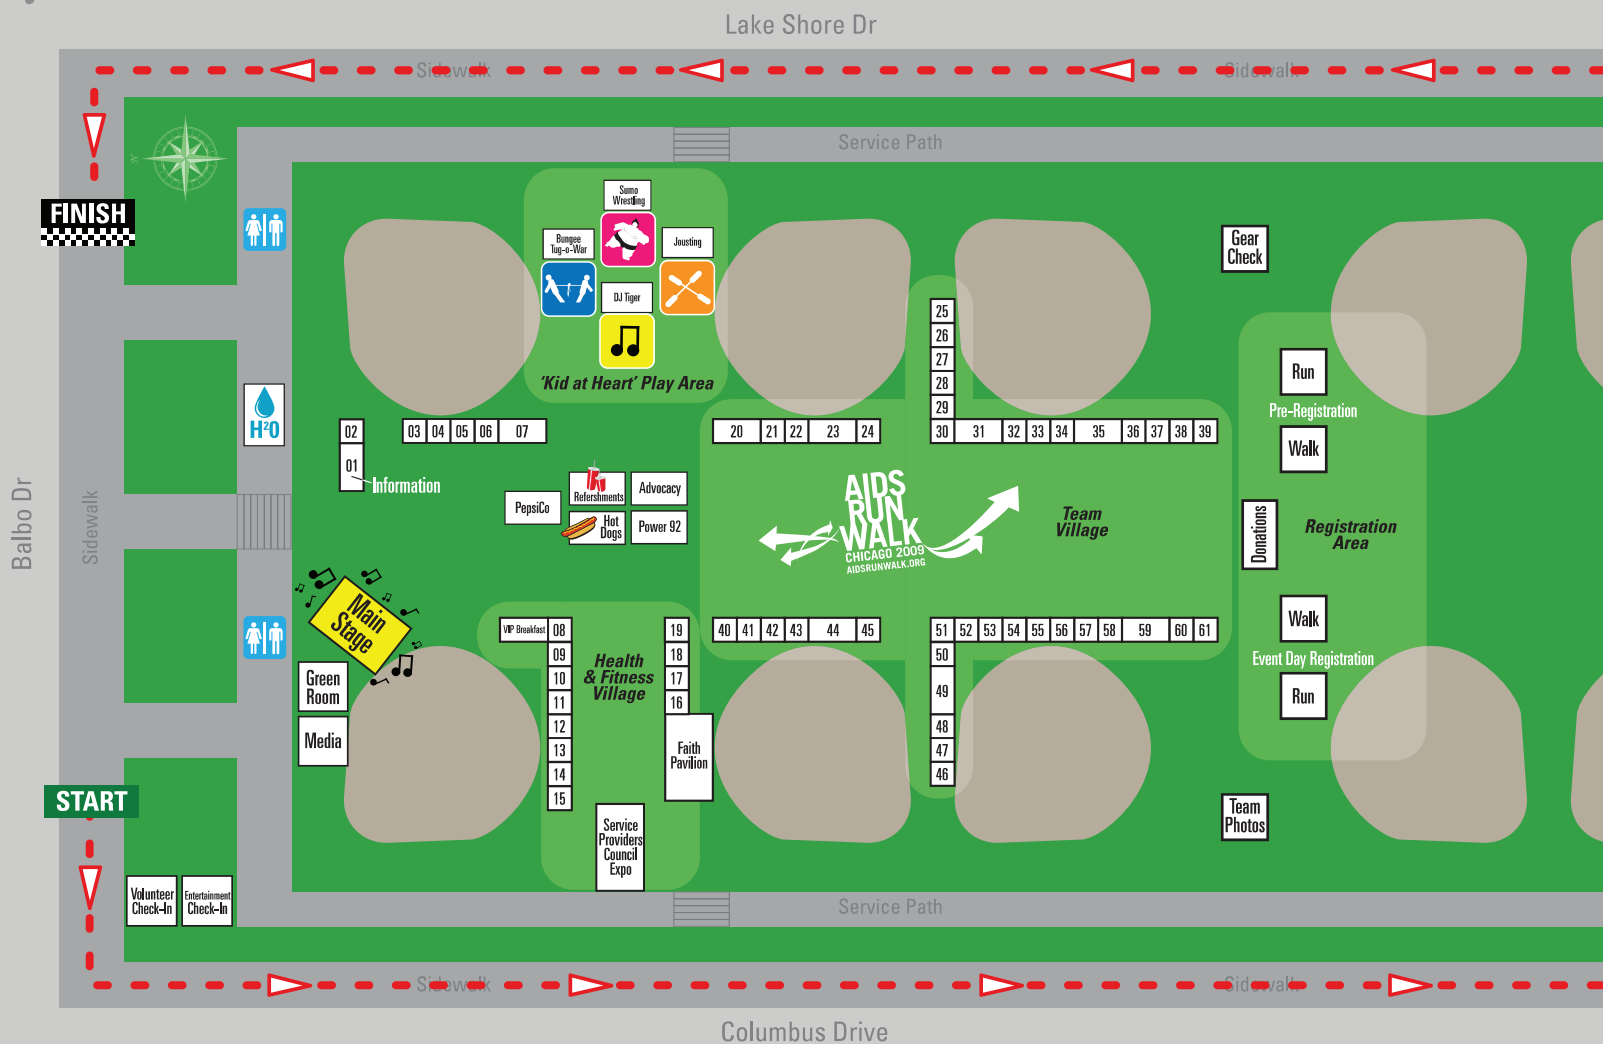 Lake Shore Dr
Sidewalk
Sidewalk
Service Path
N
FINISH
Sumo
Wrestling
Bungee
Tug-o-War
Jousting
DJ Tiger
'Kid at Heart' Play Area
Gear
Check
25
26
27
28
29
Run
Pre-Registration
Walk
H²O
02
01
Information
03 04 05 06 07
20 21 22 23 24
30 31 32 33 34 35 36 37 38 39
Balbo Dr
Sidewalk
PepsiCo
Refershments
Advocacy
Hot
Dogs
Power 92
AIDS
RUN
WALK
CHICAGO 2009
AIDSRUNWALK.ORG
Team
Village
Donations
Registration
Area
Main
Stage
Green
Room
Media
VIP Breakfast
08
09
10
11
12
13
14
15
Health
& Fitness
Village
19
18
17
16
Faith
Pavilion
Service
Providers
Council
Expo
40 41 42 43 44 45
51 52 53 54 55 56 57 58 59 60 61
50
49
48
47
46
Walk
Event Day Registration
Run
Team
Photos
START
Volunteer
Check-In
Entertainment
Check-In
Service Path
Sidewalk
Sidewalk
Columbus Drive